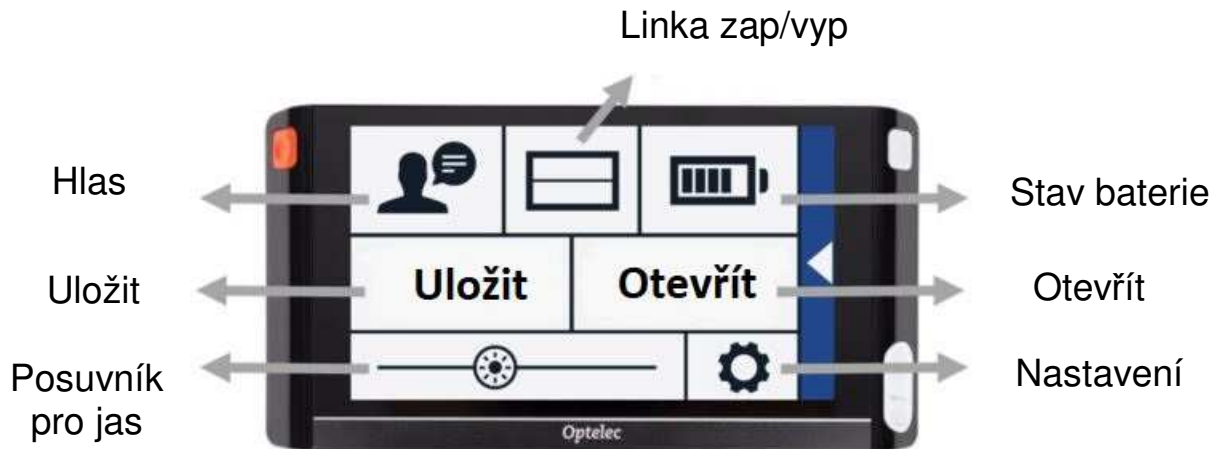 Linka zap/vyp
Hlas
Stav baterie
Uložit
Uložit
Otevřít
Otevřít
Posuvník
pro jas
Nastavení
Optelec